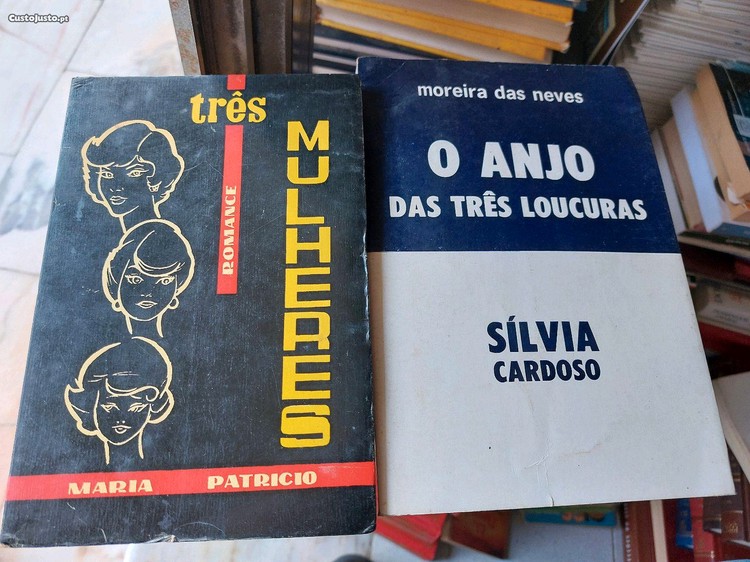 CustoJusto.pt
três
MULHERES
ROMANCE
MARIA PATRICIO
moreira das neves
O ANJO
DAS TRÊS LOUCURAS
SÍLVIA
CARDOSO